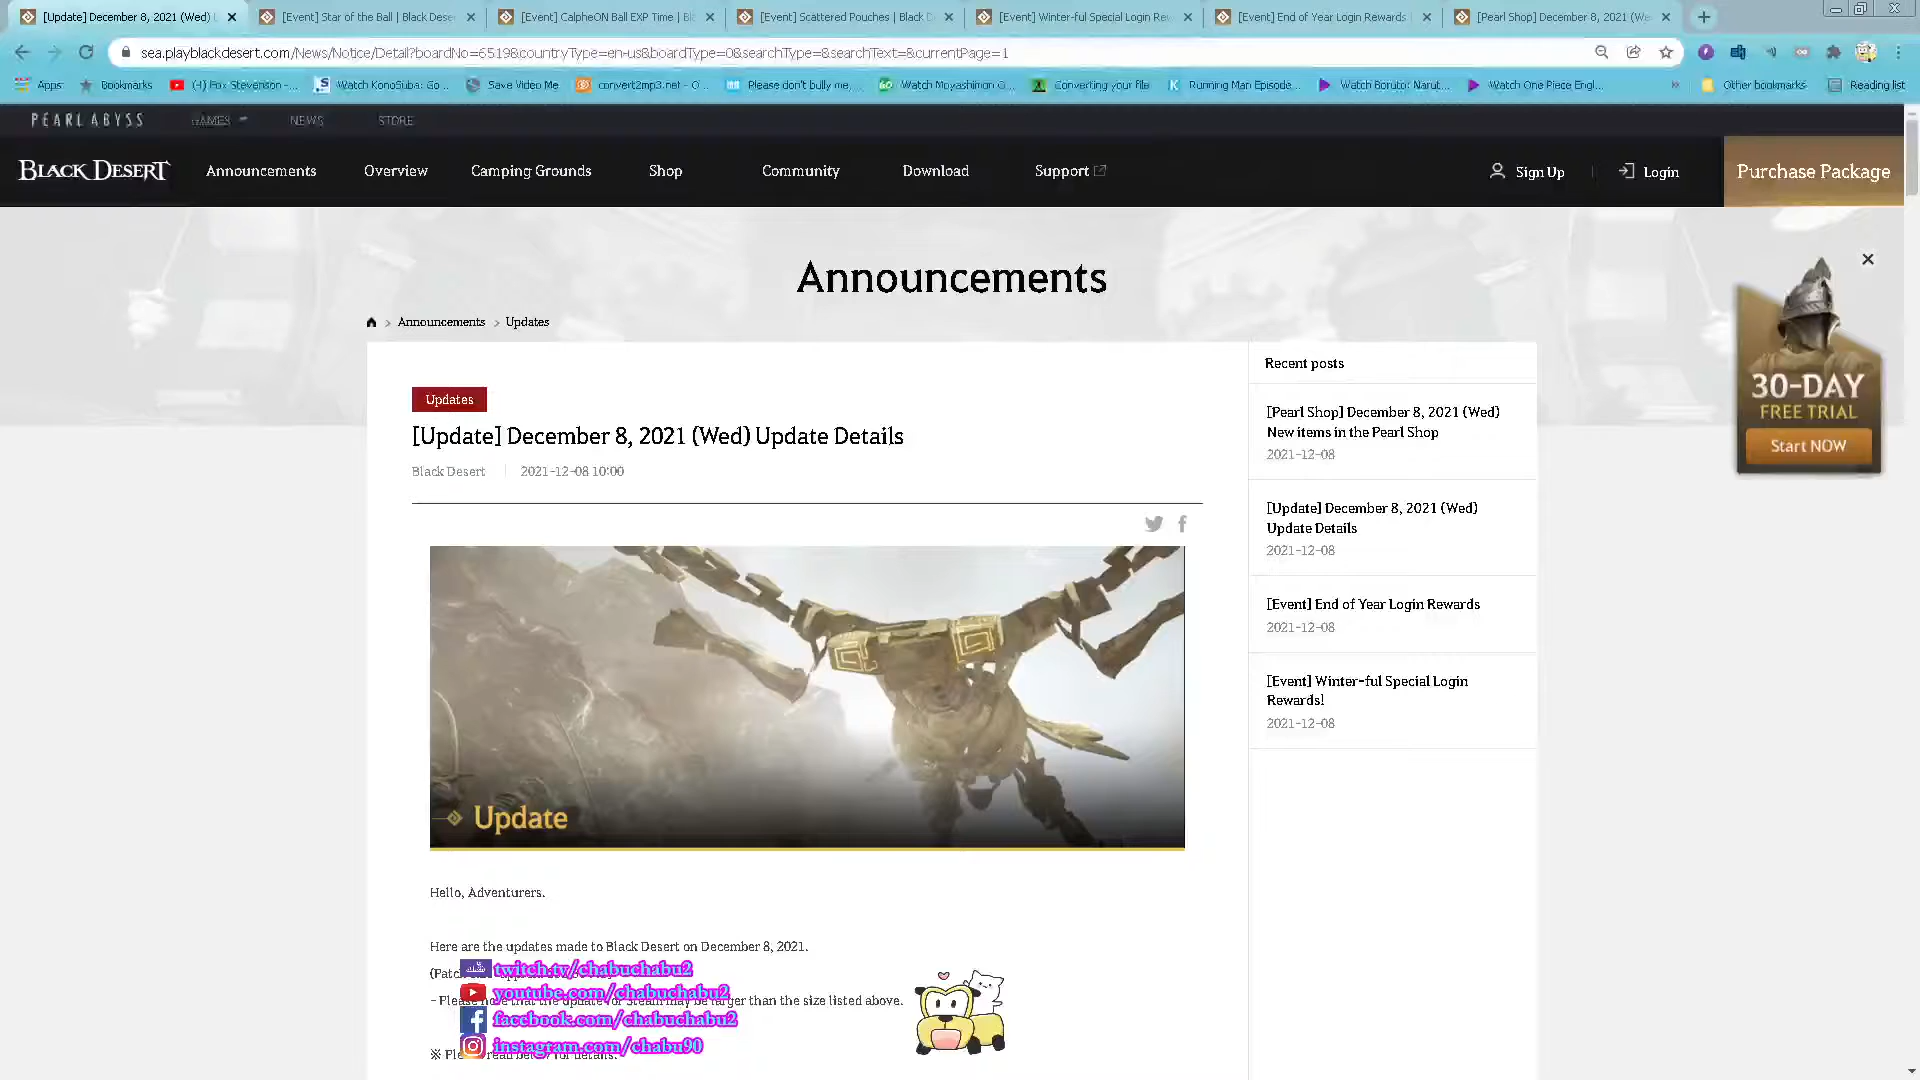 [Update] December 8, 2021 (Wed)
[Event] Star of the Ball | Black Dese
[Event] CalpheON Ball EXP Time | Bl
[Event] Scattered Pouches | Black D
[Event] Winter-ful Special Login Rew
[Event] End of Year Login Rewards
[Pearl Shop] December 8, 2021 (We
sea.playblackdesert.com/News/Notice/Detail?boardNo=6519&countryType=en-us&boardType=0&searchType=&searchText=&currentPage=1
Apps
Bookmarks
(4) Fox Stevenson -...
Watch KonoSuba: Go...
Save Video Me
convert2mp3.net - O...
Please don't bully me,...
Watch Moyashimon O...
Converting your file
Running Man Episode...
Watch Boruto: Narut...
Watch One Piece Engl...
Other bookmarks
Reading list
PEARL ABYSS
GAMES
NEWS
STORE
BLACK DESERT
Announcements
Overview
Camping Grounds
Shop
Community
Download
Support
Sign Up
Login
Purchase Package
Announcements
Announcements > Updates
Updates
[Update] December 8, 2021 (Wed) Update Details
Black Desert
2021-12-08 10:00
Update
Hello, Adventurers.
Here are the updates made to Black Desert on December 8, 2021.
(Patc
twitch.tv/chabuchabu2
- Please note that the update for Steam may be larger than the size listed above.
youtube.com/chabuchabu2
facebook.com/chabuchabu2
instagram.com/chabu90
Recent posts
[Pearl Shop] December 8, 2021 (Wed)
New items in the Pearl Shop
2021-12-08
[Update] December 8, 2021 (Wed)
Update Details
2021-12-08
[Event] End of Year Login Rewards
2021-12-08
[Event] Winter-ful Special Login
Rewards!
2021-12-08
30-DAY
FREE TRIAL
Start NOW